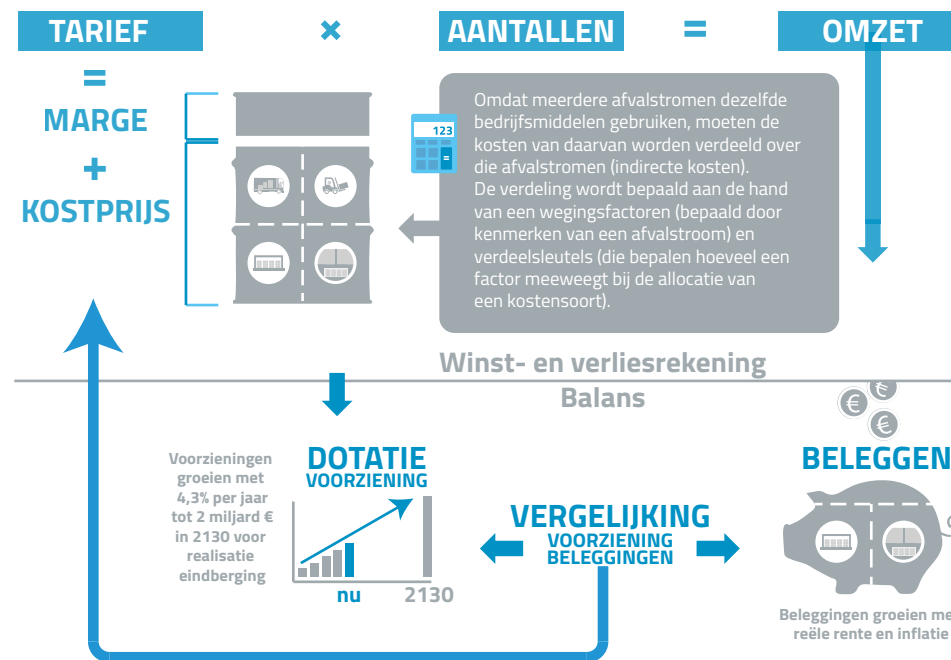 TARIEF × AANTALLEN = OMZET
=
MARGE
+
KOSTPRIJS
123
=
Omdat meerdere afvalstromen dezelfde
bedrijfsmiddelen gebruiken, moeten de
kosten van daarvan worden verdeeld over
die afvalstromen (indirecte kosten).
De verdeling wordt bepaald aan de hand
van een wegingsfactoren (bepaald door
kenmerken van een afvalstroom) en
verdeelsleutels (die bepalen hoeveel een
factor meeweegt bij de allocatie van
een kostensoort).
Winst- en verliesrekening
Balans
Voorzieningen
groeien met
4,3% per jaar
tot 2 miljard €
in 2130 voor
realisatie
eindberging
DOTATIE
VOORZIENING
nu 2130
VERGELIJKING
VOORZIENING
BELEGGINGEN
€
€
€
BELEGGEN
Beleggingen groeien me
reële rente en inflatie